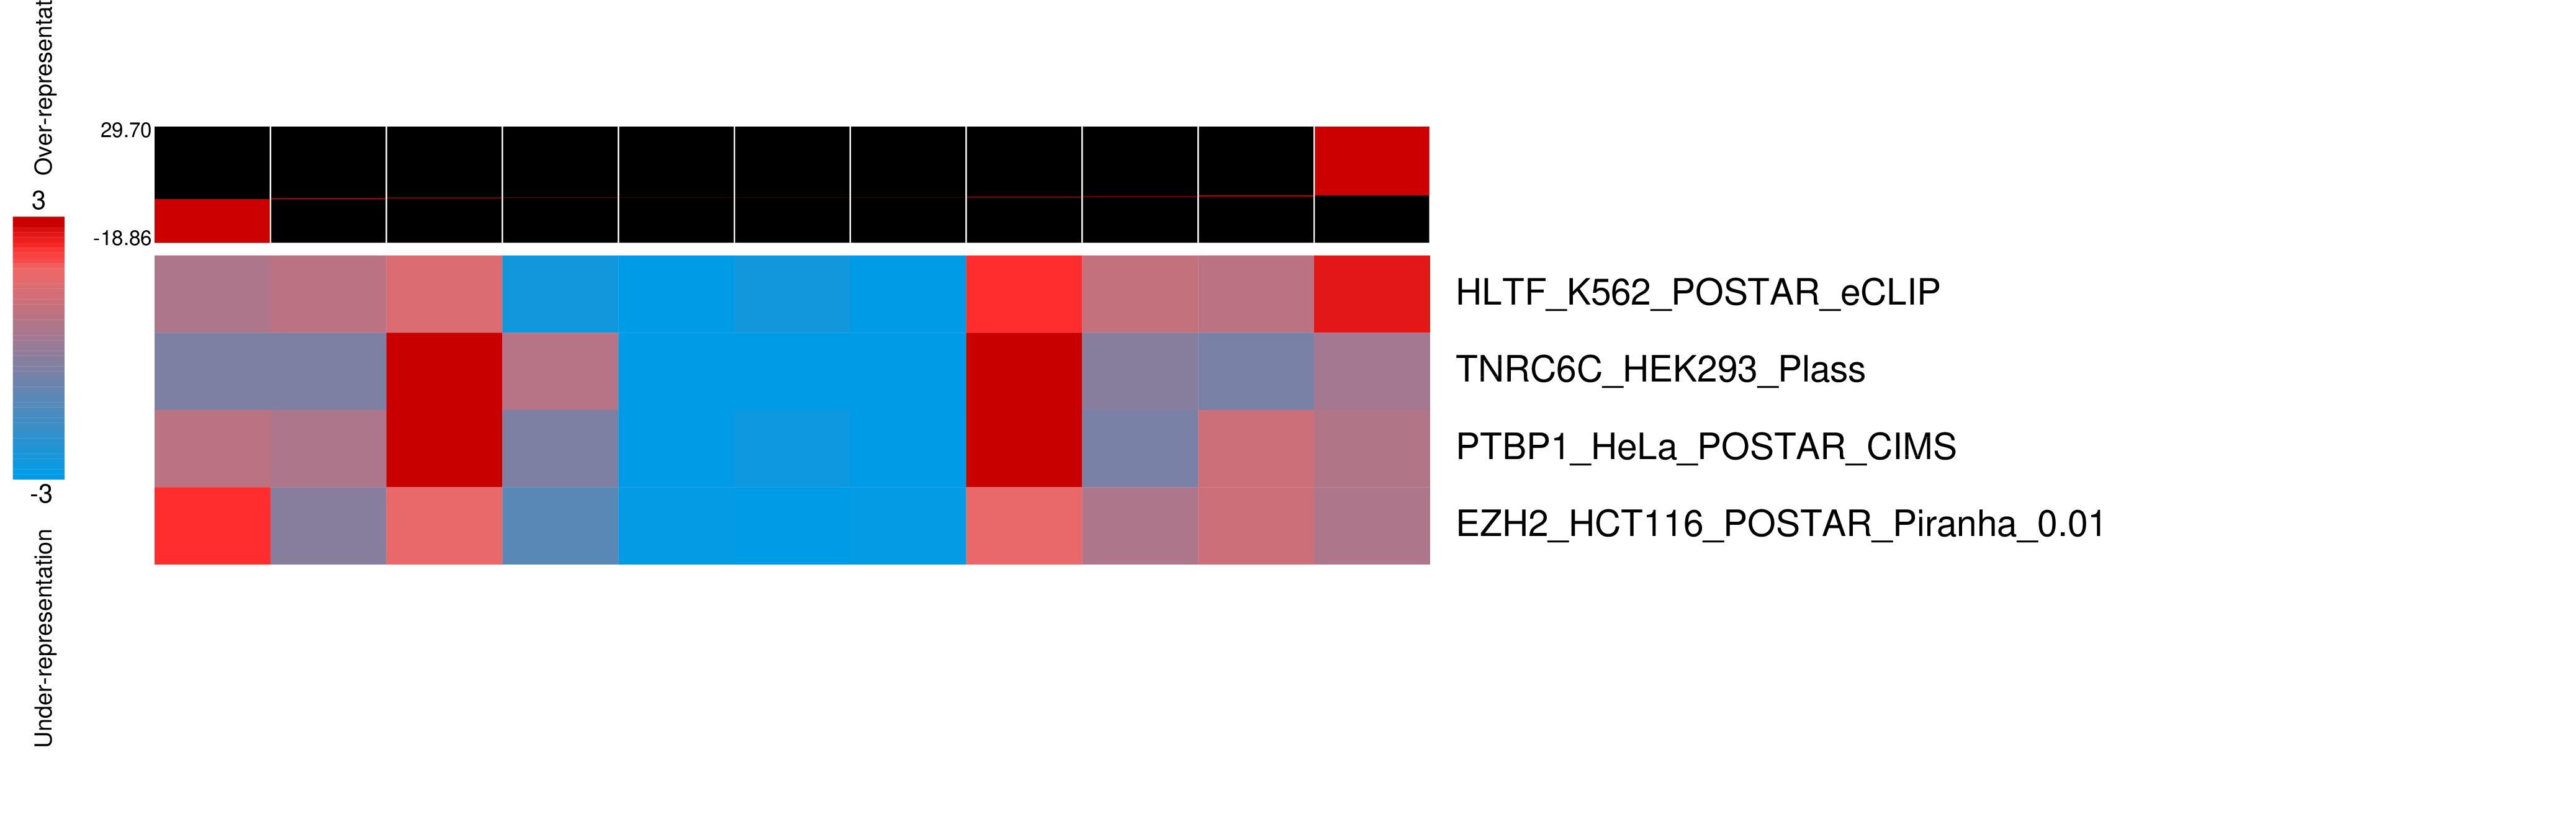 Over-representat
29.70
3
-18.86
-3
Under-representation
HLTF_K562_POSTAR_eCLIP
TNRC6C_HEK293_Plass
PTBP1_HeLa_POSTAR_CIMS
EZH2_HCT116_POSTAR_Piranha_0.01